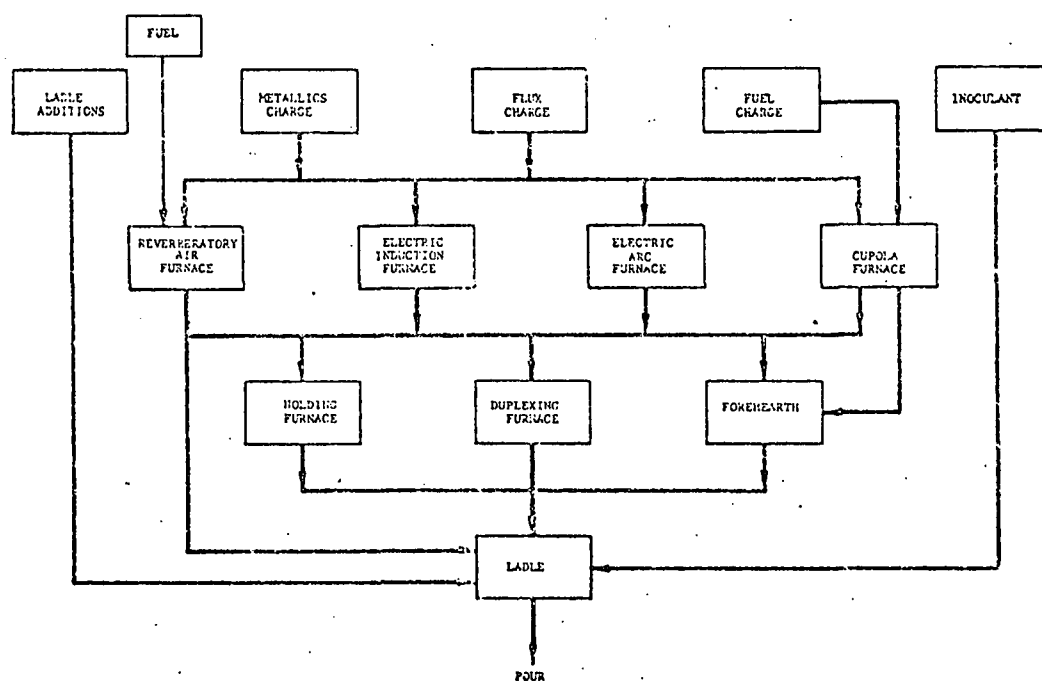 FUEL
LADLE
ADDITIONS
METALLICS
CHARGE
FLUX
CHARGE
FUEL
CHARGE
INOCULANT
REVERBERATORY
AIR
FURNACE
ELECTRIC
INDUCTION
FURNACE
ELECTRIC
ARC
FURNACE
CUPOLA
FURNACE
HOLDING
FURNACE
DUPLEXING
FURNACE
FOREHEARTH
LADLE
POUR